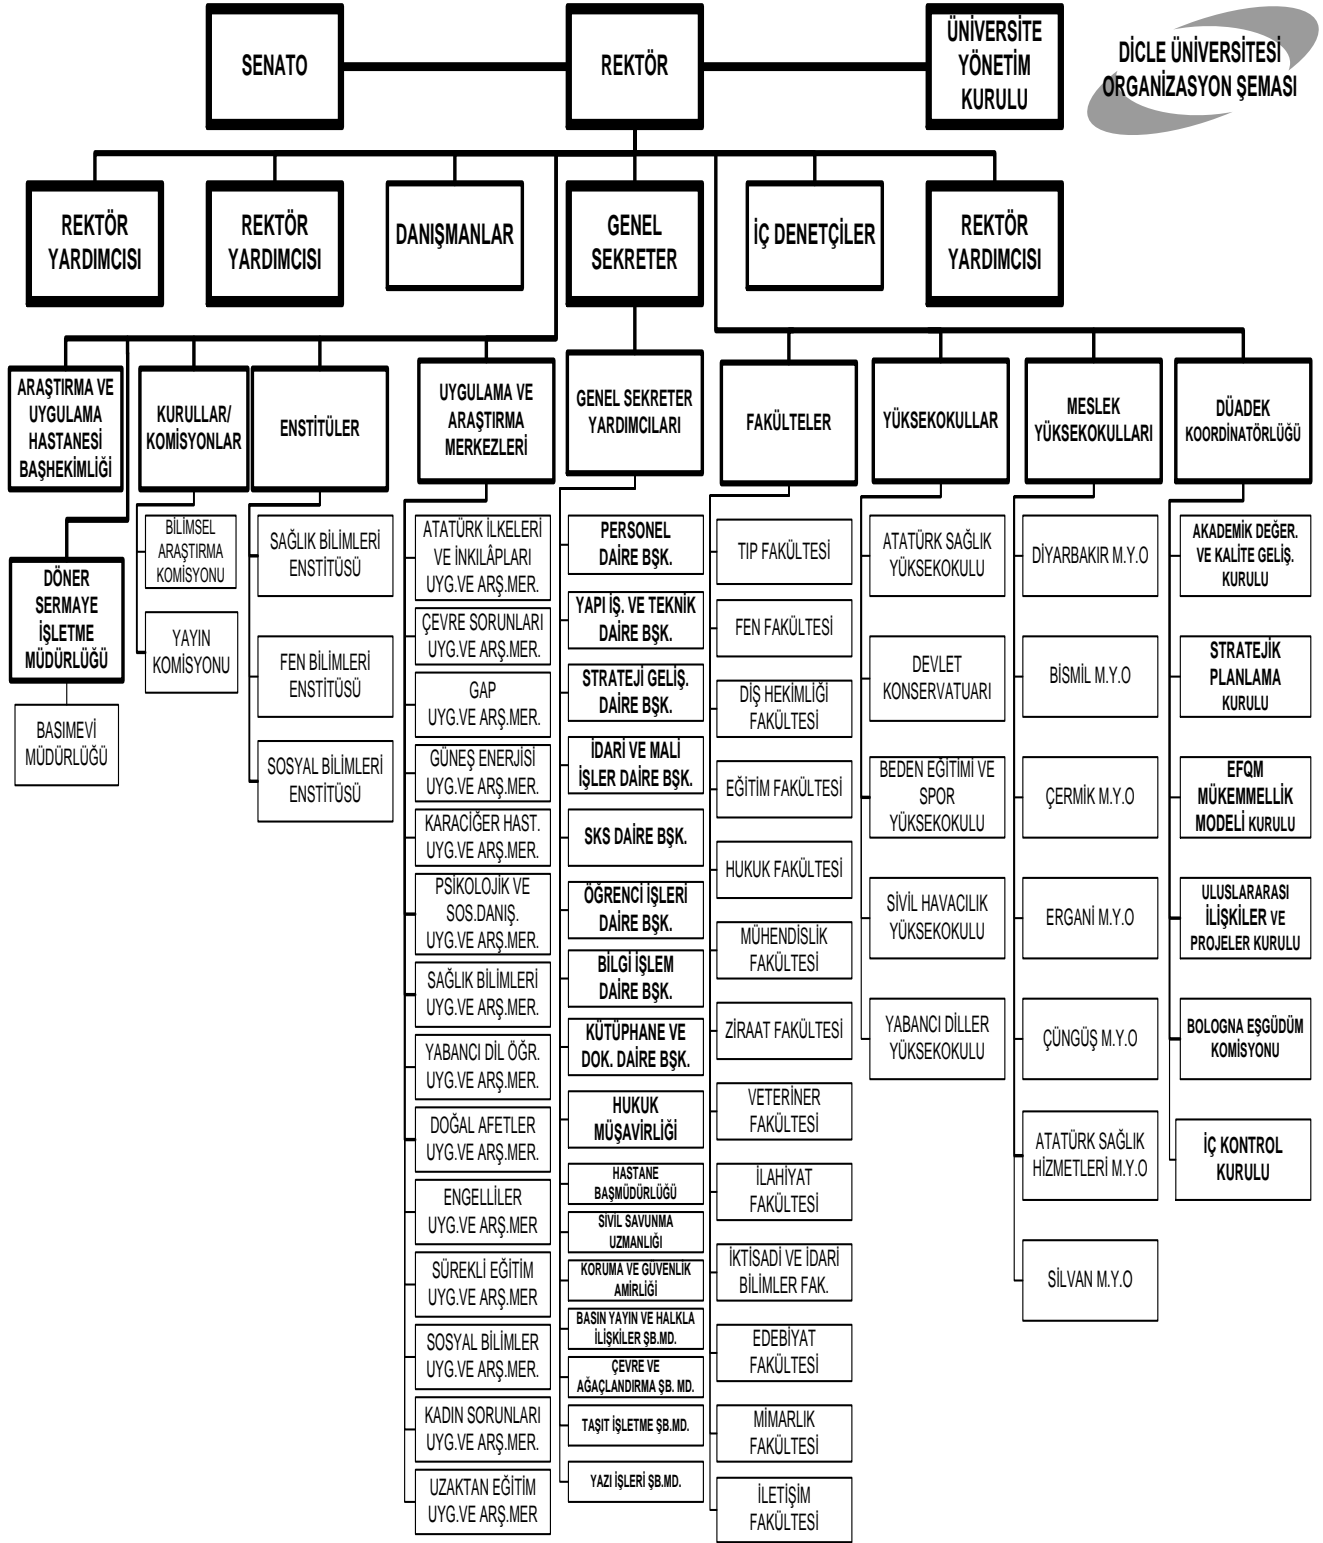 SENATO
REKTÖR
ÜNİVERSİTE
YÖNETİM
KURULU
DİCLE ÜNİVERSİTESİ
ORGANİZASYON ŞEMASI
REKTÖR
YARDIMCISI
REKTÖR
YARDIMCISI
DANIŞMANLAR
GENEL
SEKRETER
İÇ DENETÇİLER
REKTÖR
YARDIMCISI
ARAŞTIRMA VE
UYGULAMA
HASTANESİ
BAŞHEKİMLİĞİ
KURULLAR/
KOMİSYONLAR
ENSTİTÜLER
UYGULAMA VE
ARAŞTIRMA
MERKEZLERİ
GENEL SEKRETER
YARDIMCILARI
FAKÜLTELER
YÜKSEKOKULLAR
MESLEK
YÜKSEKOKULLARI
DÜADEK
KOORDİNATÖRLÜĞÜ
DÖNER
SERMAYE
İŞLETME
MÜDÜRLÜĞÜ
BASIMEVİ
MÜDÜRLÜĞÜ
BİLİMSEL
ARAŞTIRMA
KOMİSYONU
YAYIN
KOMİSYONU
SAĞLIK BİLİMLERİ
ENSTİTÜSÜ
FEN BİLİMLERİ
ENSTİTÜSÜ
SOSYAL BİLİMLERİ
ENSTİTÜSÜ
ATATÜRK İLKELERİ
VE İNKILÂPLARI
UYG.VE ARŞ.MER.
ÇEVRE SORUNLARI
UYG.VE ARŞ.MER.
GAP
UYG.VE ARŞ.MER.
GÜNEŞ ENERJİSİ
UYG.VE ARŞ.MER.
KARACİĞER HAST.
UYG.VE ARŞ.MER.
PSİKOLOJİK VE
SOS.DANIŞ.
UYG.VE ARŞ.MER.
SAĞLIK BİLİMLERİ
UYG.VE ARŞ.MER.
YABANCI DİL ÖĞR.
UYG.VE ARŞ.MER.
DOĞAL AFETLER
UYG.VE ARŞ.MER.
ENGELLİLER
UYG.VE ARŞ.MER
SÜREKLİ EĞİTİM
UYG.VE ARŞ.MER
SOSYAL BİLİMLER
UYG.VE ARŞ.MER.
KADIN SORUNLARI
UYG.VE ARŞ.MER.
UZAKTAN EĞİTİM
UYG.VE ARŞ.MER
PERSONEL
DAİRE BŞK.
YAPI İŞ. VE TEKNİK
DAİRE BŞK.
STRATEJİ GELİŞ.
DAİRE BŞK.
İDARİ VE MALİ
İŞLER DAİRE BŞK.
SKS DAİRE BŞK.
ÖĞRENCİ İŞLERİ
DAİRE BŞK.
BİLGİ İŞLEM
DAİRE BŞK.
KÜTÜPHANE VE
DOK. DAİRE BŞK.
HUKUK
MÜŞAVİRLİĞİ
HASTANE
BAŞMÜDÜRLÜĞÜ
SİVİL SAVUNMA
UZMANLIĞI
KORUMA VE GÜVENLİK
AMİRLİĞİ
BASIN YAYIN VE HALKLA
İLİŞKİLER ŞB.MD.
ÇEVRE VE
AĞAÇLANDIRMA ŞB. MD.
TAŞIT İŞLETME ŞB.MD.
YAZI İŞLERİ ŞB.MD.
TIP FAKÜLTESİ
FEN FAKÜLTESİ
DİŞ HEKİMLİĞİ
FAKÜLTESİ
EĞİTİM FAKÜLTESİ
HUKUK FAKÜLTESİ
MÜHENDİSLİK
FAKÜLTESİ
ZİRAAT FAKÜLTESİ
VETERİNER
FAKÜLTESİ
İLAHİYAT
FAKÜLTESİ
İKTİSADİ VE İDARİ
BİLİMLER FAK.
EDEBİYAT
FAKÜLTESİ
MİMARLIK
FAKÜLTESİ
İLETİŞİM
FAKÜLTESİ
ATATÜRK SAĞLIK
YÜKSEKOKULU
DEVLET
KONSERVATUARI
BEDEN EĞİTİMİ VE
SPOR
YÜKSEKOKULU
SİVİL HAVACILIK
YÜKSEKOKULU
YABANCI DİLLER
YÜKSEKOKULU
DİYARBAKIR M.Y.O
BİSMİL M.Y.O
ÇERMİK M.Y.O
ERGANİ M.Y.O
ÇÜNGÜŞ M.Y.O
ATATÜRK SAĞLIK
HİZMETLERİ M.Y.O
SİLVAN M.Y.O
AKADEMİK DEĞER.
VE KALİTE GELİŞ.
KURULU
STRATEJİK
PLANLAMA
KURULU
EFQM
MÜKEMMELLİK
MODELİ KURULU
ULUSLARARASI
İLİŞKİLER VE
PROJELER KURULU
BOLOGNA EŞGÜDÜM
KOMİSYONU
İÇ KONTROL
KURULU